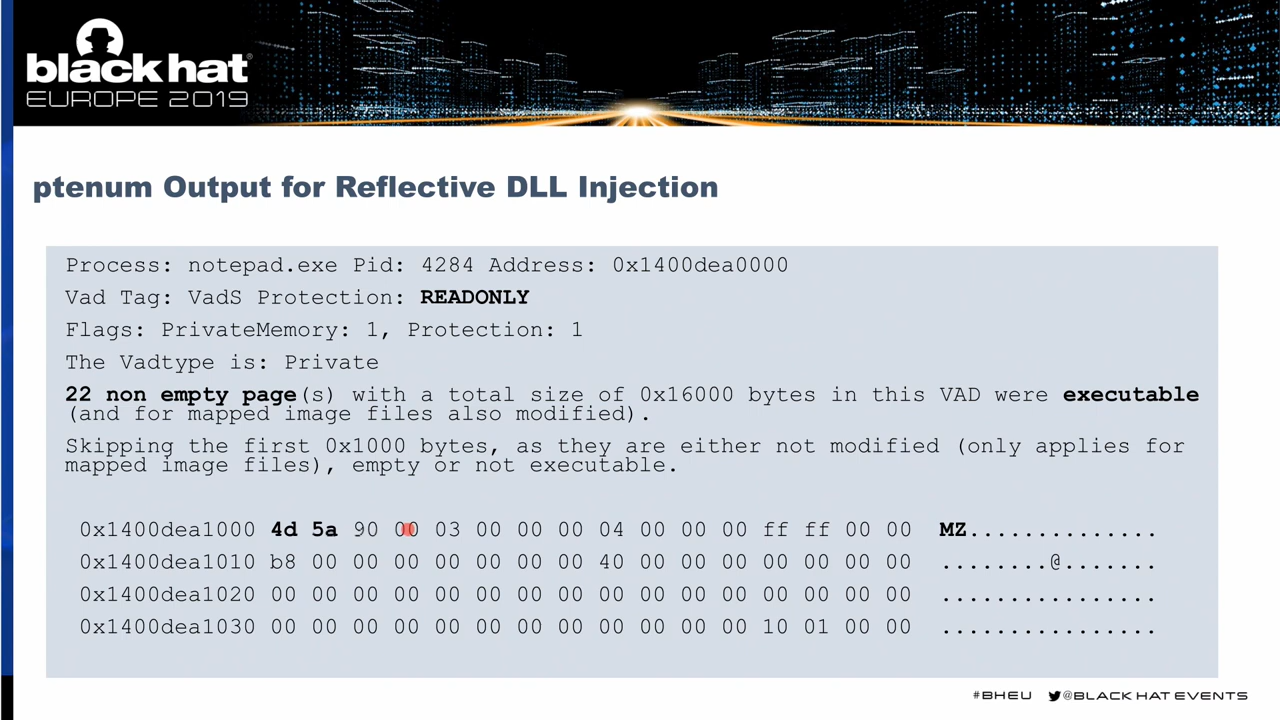 black hat®
EUROPE 2019
ptenum Output for Reflective DLL Injection
Process: notepad.exe Pid: 4284 Address: 0x1400dea0000
Vad Tag: VadS Protection: READONLY
Flags: PrivateMemory: 1, Protection: 1
The Vadtype is: Private
22 non empty page(s) with a total size of 0x16000 bytes in this VAD were executable
(and for mapped image files also modified).
Skipping the first 0x1000 bytes, as they are either not modified (only applies for
mapped image files), empty or not executable.
0x1400dea1000 4d 5a 90 00 03 00 00 00 04 00 00 00 ff ff 00 00 MZ..............
0x1400dea1010 b8 00 00 00 00 00 00 00 40 00 00 00 00 00 00 00 ........@.......
0x1400dea1020 00 00 00 00 00 00 00 00 00 00 00 00 00 00 00 00 ................
0x1400dea1030 00 00 00 00 00 00 00 00 00 00 00 00 10 01 00 00 ................
#BHEU @BLACK HAT EVENTS